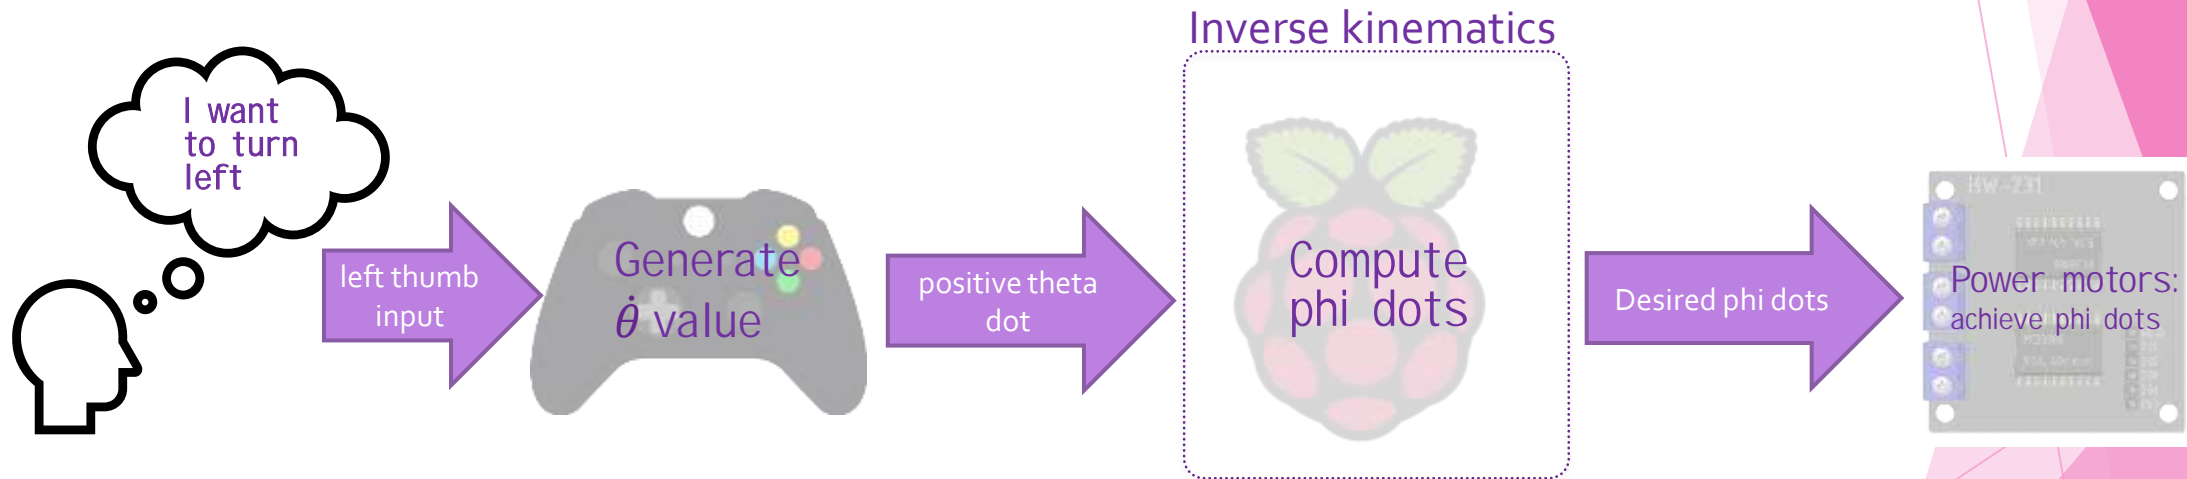 Inverse kinematics
I want
to turn
left
left thumb
input
Generate
θ̇ value
positive theta
dot
Compute
phi dots
Desired phi dots
HW-231
Power motors:
achieve phi dots